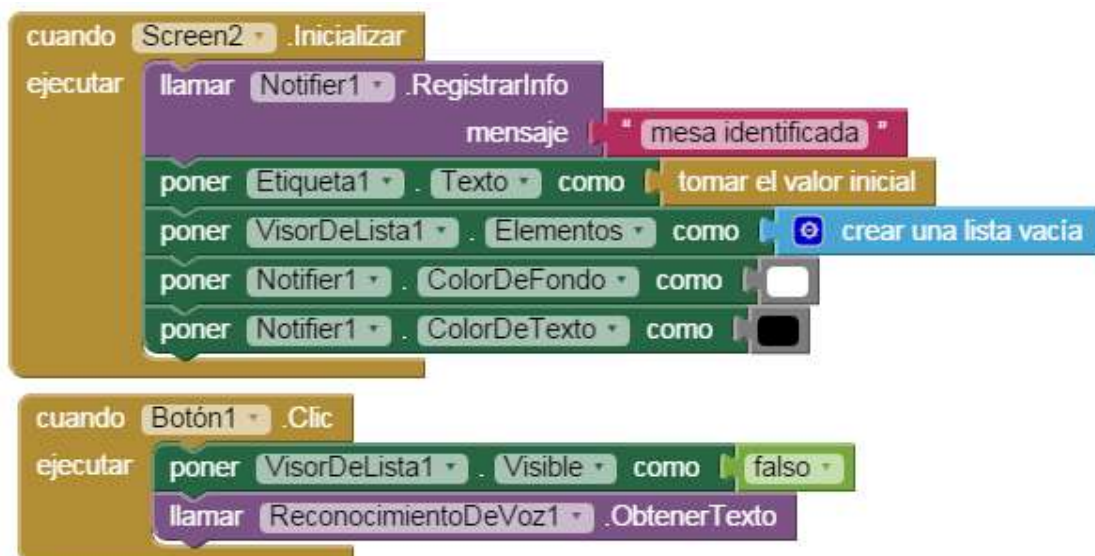 cuando Screen2 .Inicializar
ejecutar llamar Notifier1 .RegistrarInfo
mensaje " mesa identificada "
poner Etiqueta1 . Texto como tomar el valor inicial
poner VisorDeLista1 . Elementos como crear una lista vacía
poner Notifier1 . ColorDeFondo como
poner Notifier1 . ColorDeTexto como
cuando Botón1 .Clic
ejecutar poner VisorDeLista1 . Visible como falso
llamar ReconocimientoDeVoz1 .ObtenerTexto